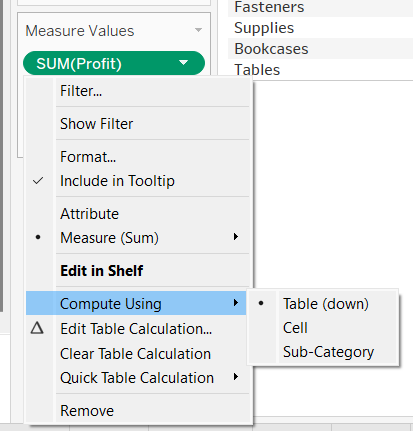 Fasteners
Supplies
Bookcases
Tables
Measure Values
SUM(Profit)
Filter...
Show Filter
Format...
Include in Tooltip
Attribute
Measure (Sum)
Edit in Shelf
Compute Using
Table (down)
Cell
Sub-Category
Edit Table Calculation...
Clear Table Calculation
Quick Table Calculation
Remove